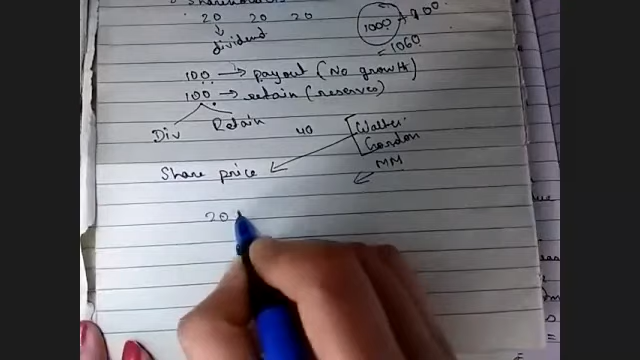 Shareholders
20 20 20
dividend
1000
= 1060
100 → payout (No growth)
100 → retain (reserves)
Div Retain 40
Walter
Gordon
MM
Share price
20